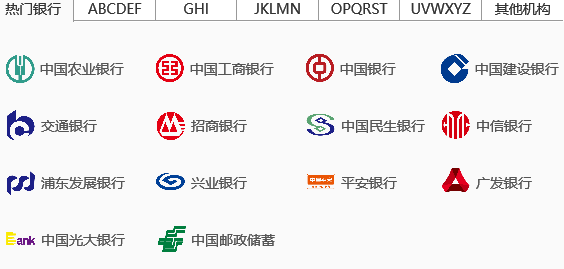 热门银行 ABCDEF GHI JKLMN OPQRST UVWXYZ 其他机构
中国农业银行 中国工商银行 中国银行 中国建设银行
交通银行 招商银行 中国民生银行 中信银行
浦东发展银行 兴业银行 平安银行 广发银行
Bank 中国光大银行 中国邮政储蓄